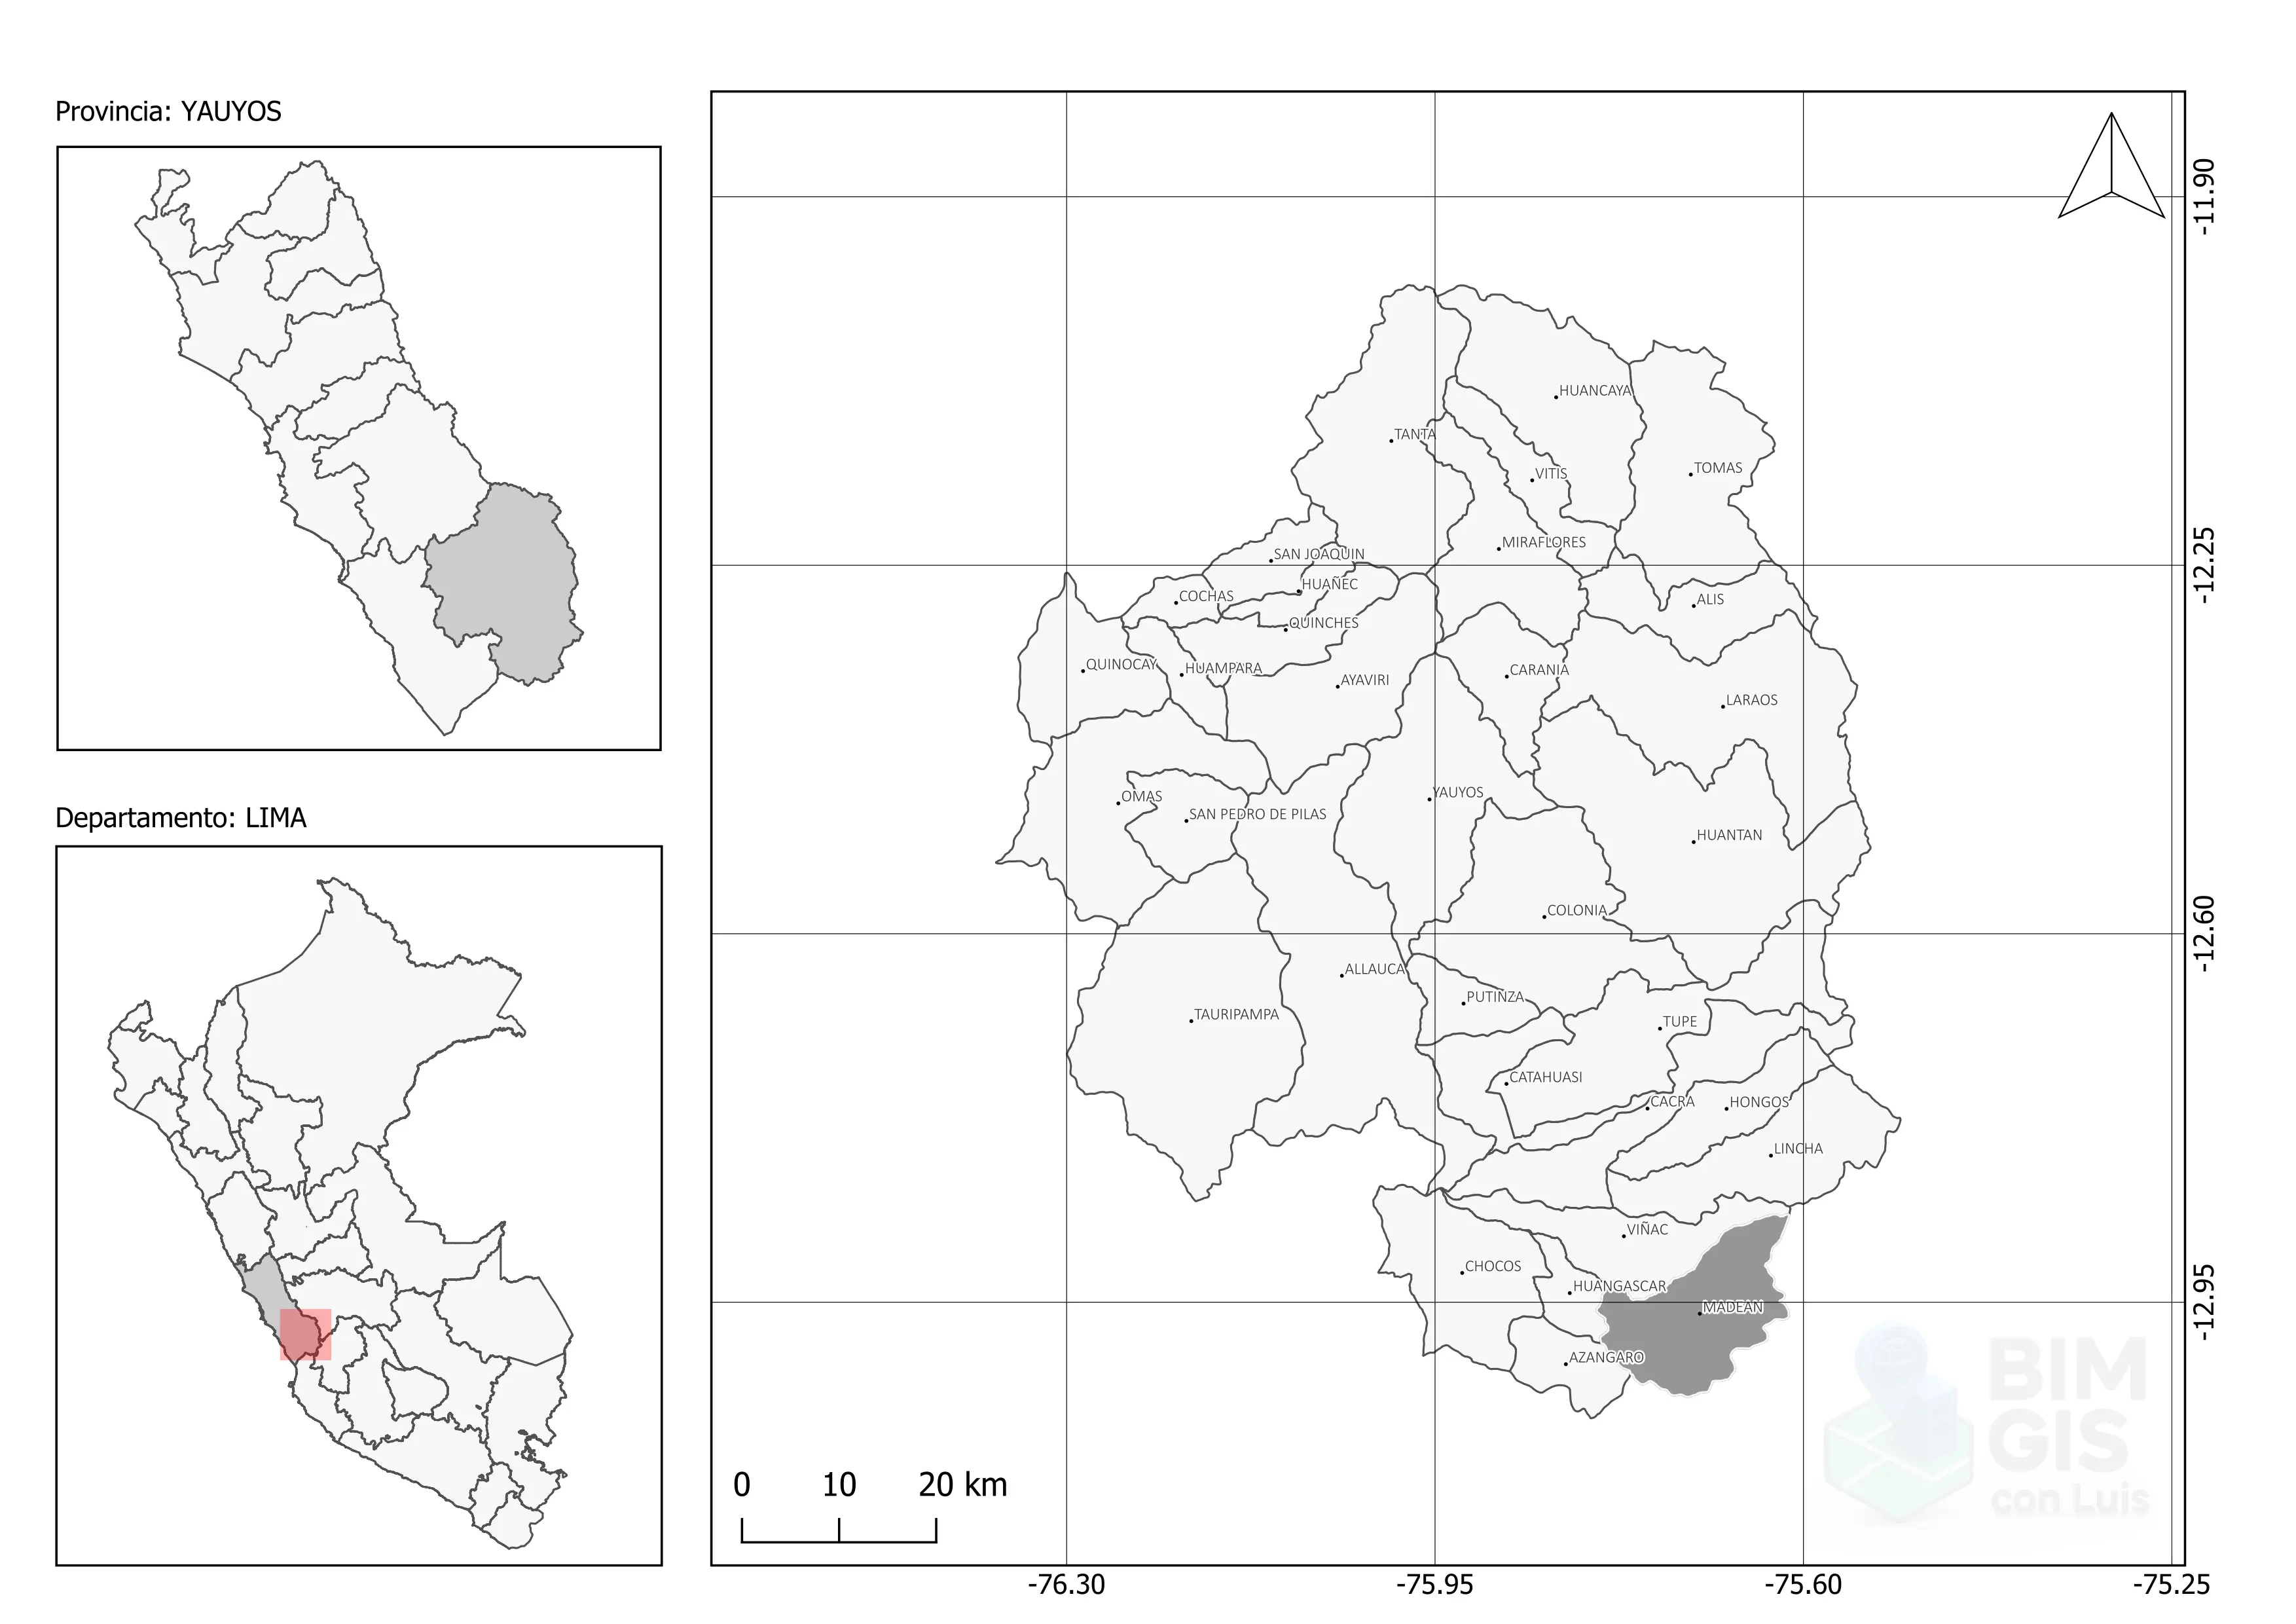 Provincia: YAUYOS
Departamento: LIMA
HUANCAYA
TANTA
TOMAS
VITIS
MIRAFLORES
SAN JOAQUIN
HUAÑEC
COCHAS
ALIS
QUINCHES
QUINOCAY
HUAMPARA
AYAVIRI
CARANIA
LARAOS
OMAS
YAUYOS
SAN PEDRO DE PILAS
HUANTAN
COLONIA
ALLAUCA
PUTINZA
TAURIPAMPA
TUPE
CATAHUASI
CACRA
HONGOS
LINCHA
VIÑAC
CHOCOS
HUANGASCAR
MADEAN
AZANGARO
BIM
GIS
con Luis
0 10 20 km
-76.30 -75.95 -75.60 -75.25
-11.90
-12.25
-12.60
-12.95